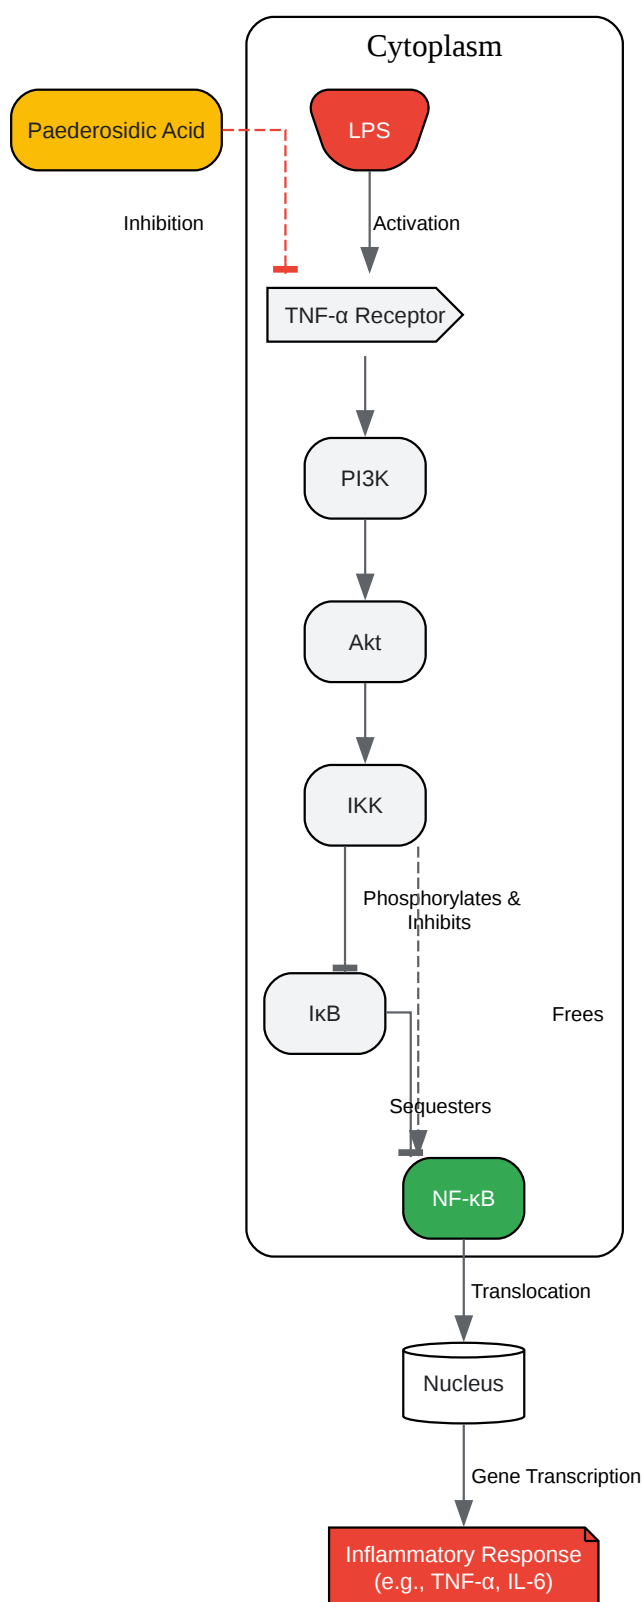 Cytoplasm
Paederosidic Acid
LPS
Inhibition
Activation
TNF-α Receptor
PI3K
Akt
IKK
Phosphorylates &
Inhibits
IκB
Frees
Sequesters
NF-κB
Translocation
Nucleus
Gene Transcription
Inflammatory Response
(e.g., TNF-α, IL-6)